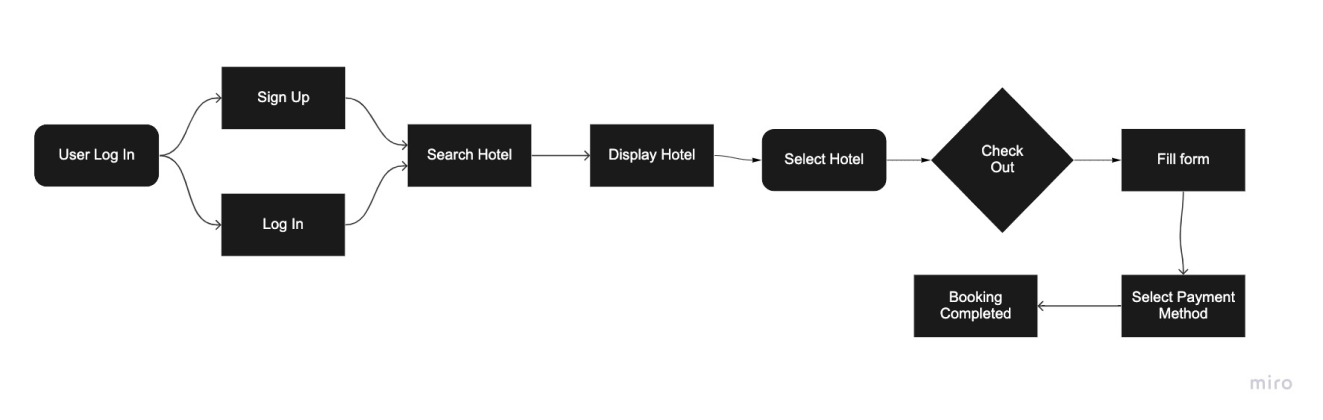 User Log In
Sign Up
Log In
Search Hotel
Display Hotel
Select Hotel
Check
Out
Fill form
Select Payment
Method
Booking
Completed
miro